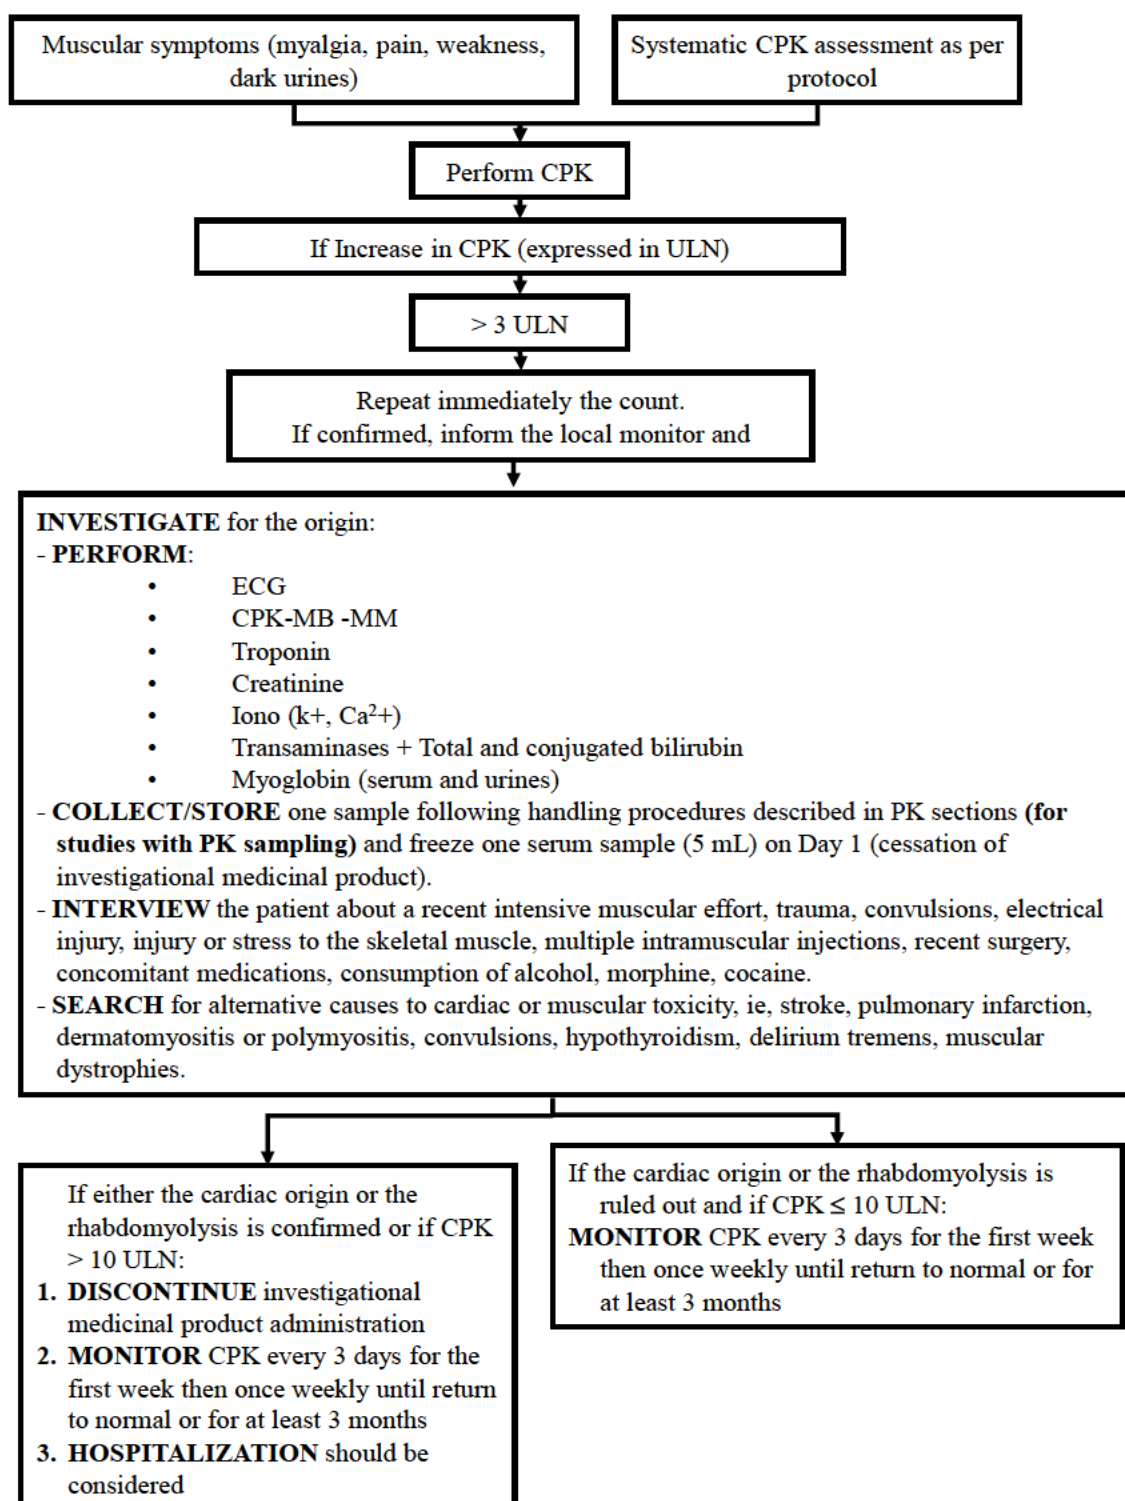 Muscular symptoms (myalgia, pain, weakness,
dark urines)
Systematic CPK assessment as per
protocol
Perform CPK
If Increase in CPK (expressed in ULN)
> 3 ULN
Repeat immediately the count.
If confirmed, inform the local monitor and
INVESTIGATE for the origin:
- PERFORM:
• ECG
• CPK-MB -MM
• Troponin
• Creatinine
• Iono (k+, Ca²+)
• Transaminases + Total and conjugated bilirubin
• Myoglobin (serum and urines)
- COLLECT/STORE one sample following handling procedures described in PK sections (for
studies with PK sampling) and freeze one serum sample (5 mL) on Day 1 (cessation of
investigational medicinal product).
- INTERVIEW the patient about a recent intensive muscular effort, trauma, convulsions, electrical
injury, injury or stress to the skeletal muscle, multiple intramuscular injections, recent surgery,
concomitant medications, consumption of alcohol, morphine, cocaine.
- SEARCH for alternative causes to cardiac or muscular toxicity, ie, stroke, pulmonary infarction,
dermatomyositis or polymyositis, convulsions, hypothyroidism, delirium tremens, muscular
dystrophies.
If either the cardiac origin or the
rhabdomyolysis is confirmed or if CPK
> 10 ULN:
1. DISCONTINUE investigational
medicinal product administration
2. MONITOR CPK every 3 days for the
first week then once weekly until return
to normal or for at least 3 months
3. HOSPITALIZATION should be
considered
If the cardiac origin or the rhabdomyolysis is
ruled out and if CPK ≤ 10 ULN:
MONITOR CPK every 3 days for the first week
then once weekly until return to normal or for
at least 3 months